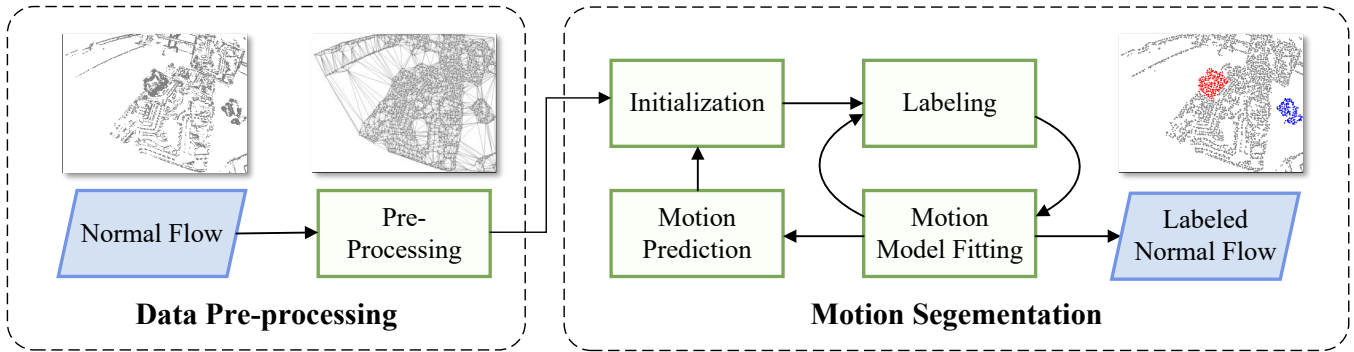 Normal Flow
Pre-
Processing
Data Pre-processing
Initialization
Labeling
Motion
Prediction
Motion
Model Fitting
Labeled
Normal Flow
Motion Segementation